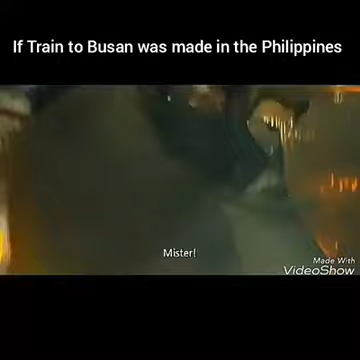 If Train to Busan was made in the Philippines
Mister!
Made With
VideoShow